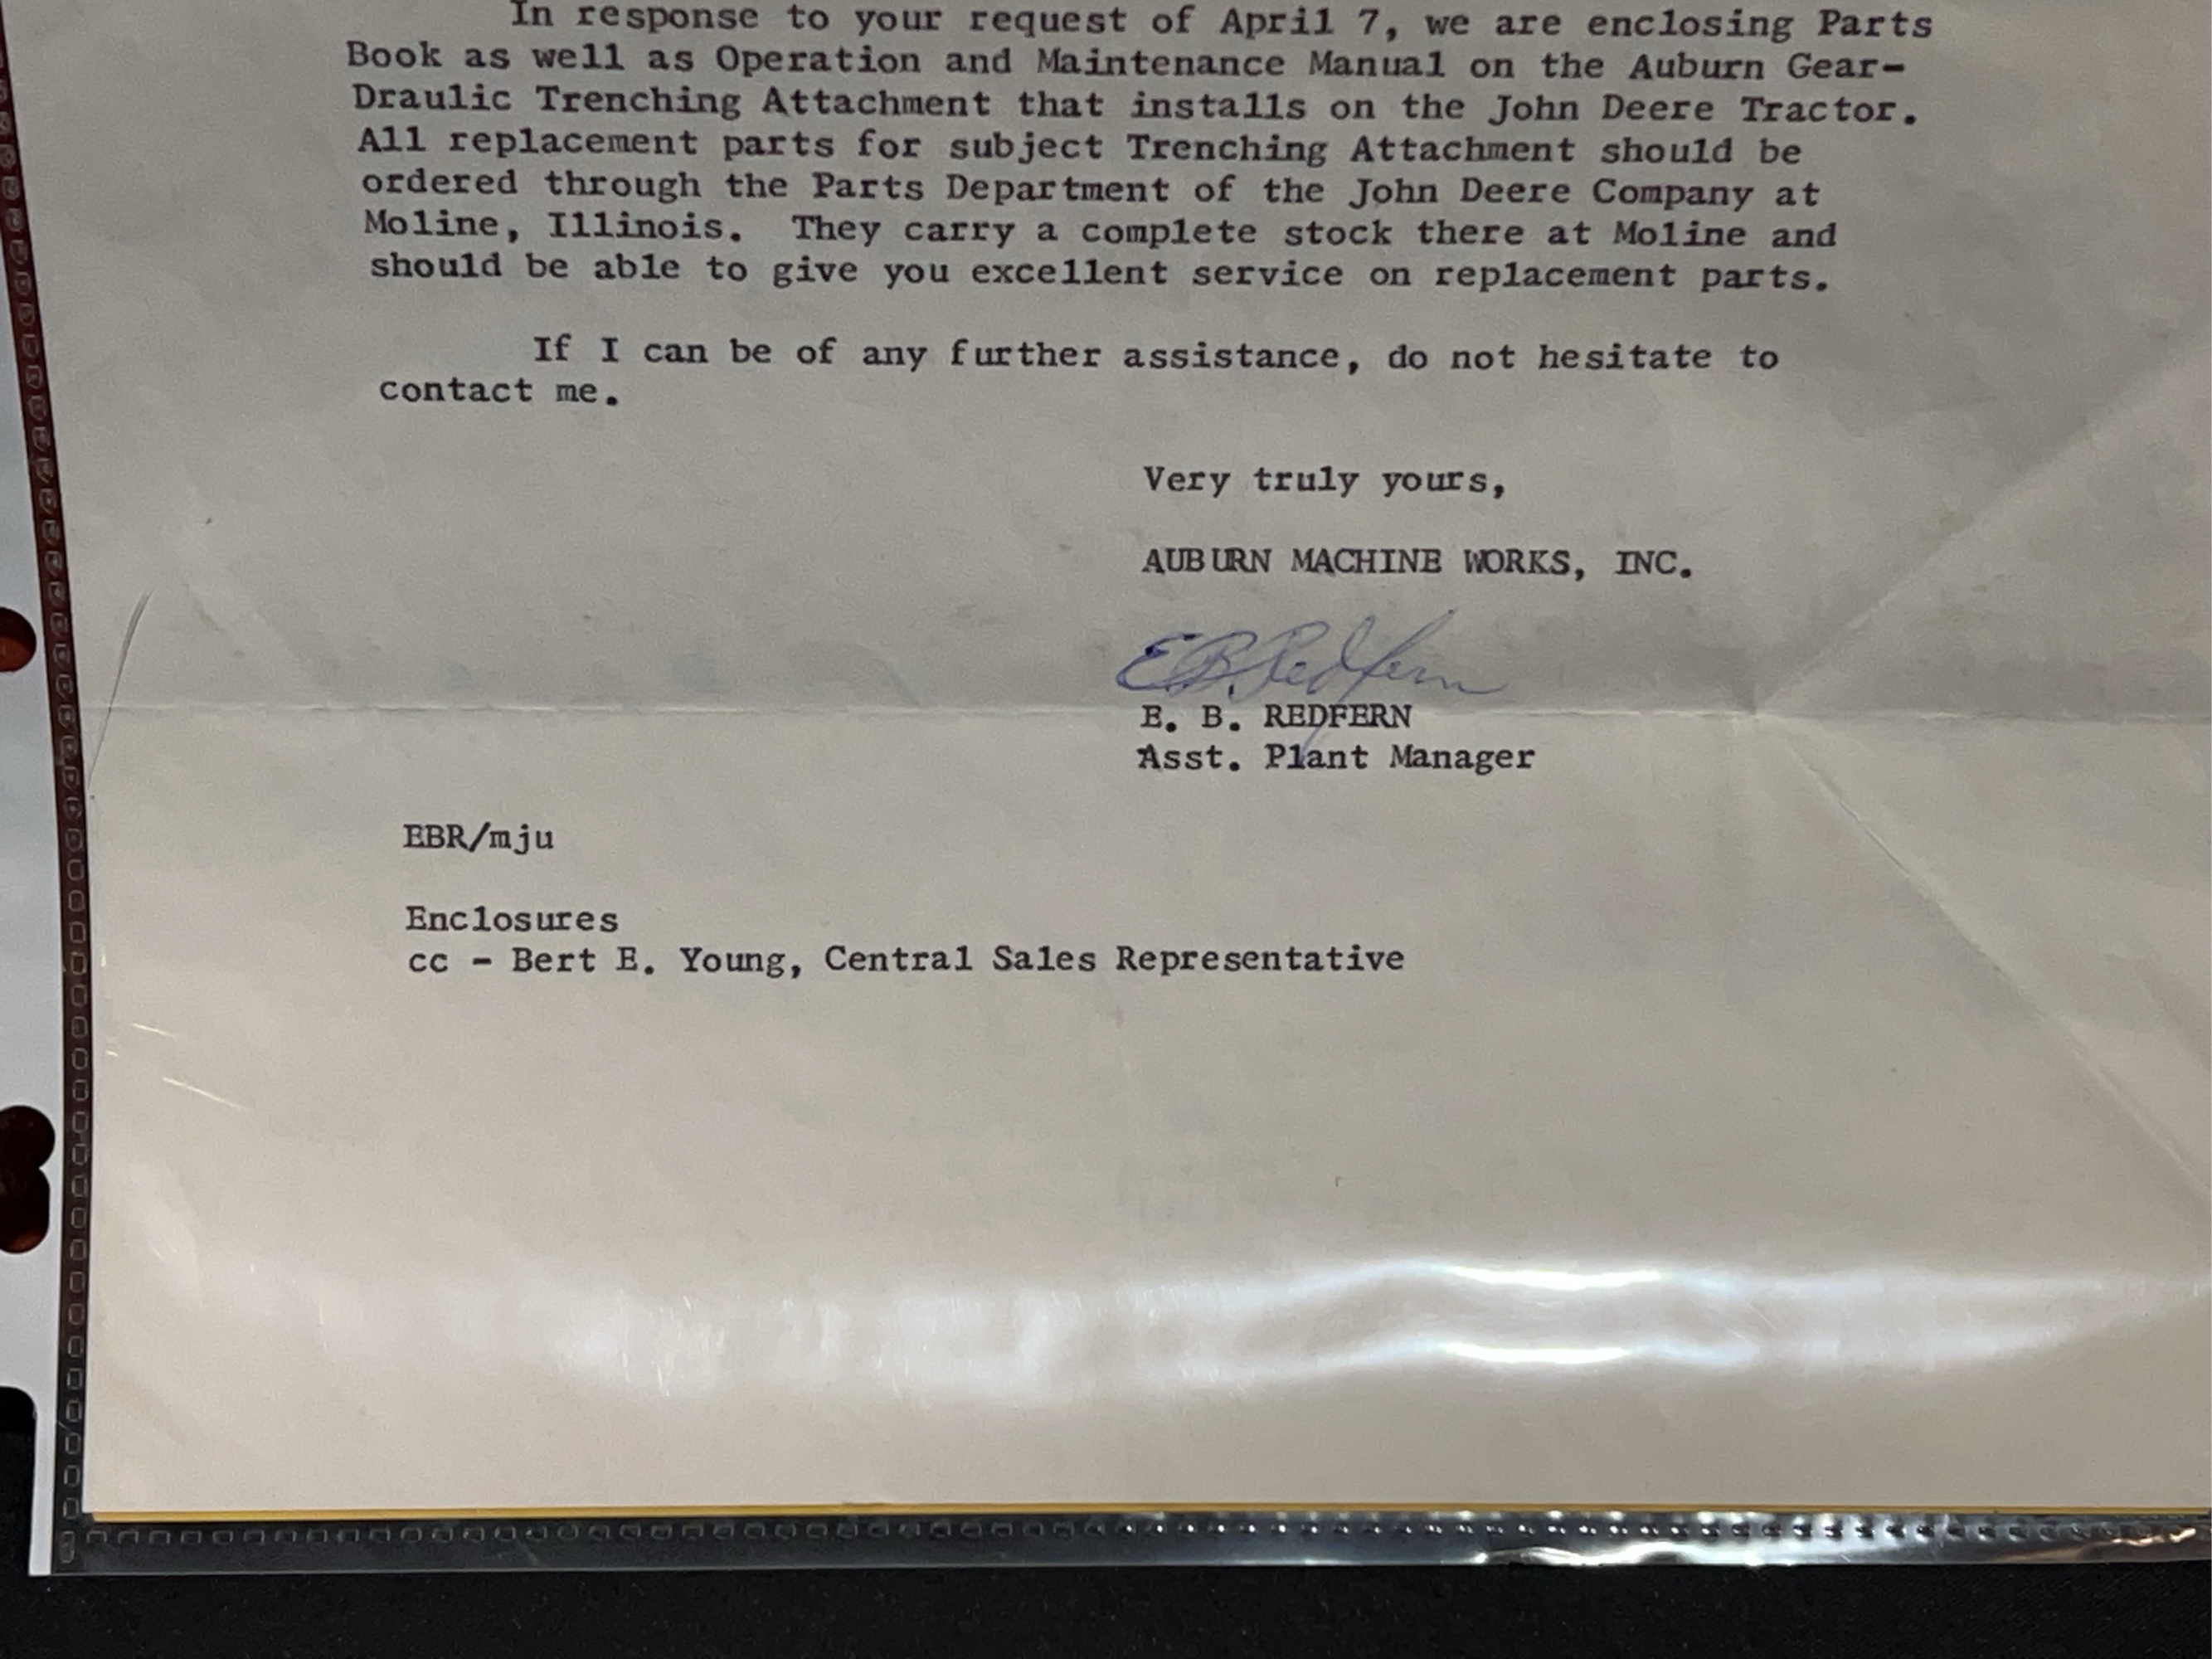 In response to your request of April 7, we are enclosing Parts
Book as well as Operation and Maintenance Manual on the Auburn Gear-
Draulic Trenching Attachment that installs on the John Deere Tractor.
All replacement parts for subject Trenching Attachment should be
ordered through the Parts Department of the John Deere Company at
Moline, Illinois. They carry a complete stock there at Moline and
should be able to give you excellent service on replacement parts.
If I can be of any further assistance, do not hesitate to
contact me.
Very truly yours,
AUBURN MACHINE WORKS, INC.
E.B. Redfern
E. B. REDFERN
Asst. Plant Manager
EBR/mju
Enclosures
cc - Bert E. Young, Central Sales Representative